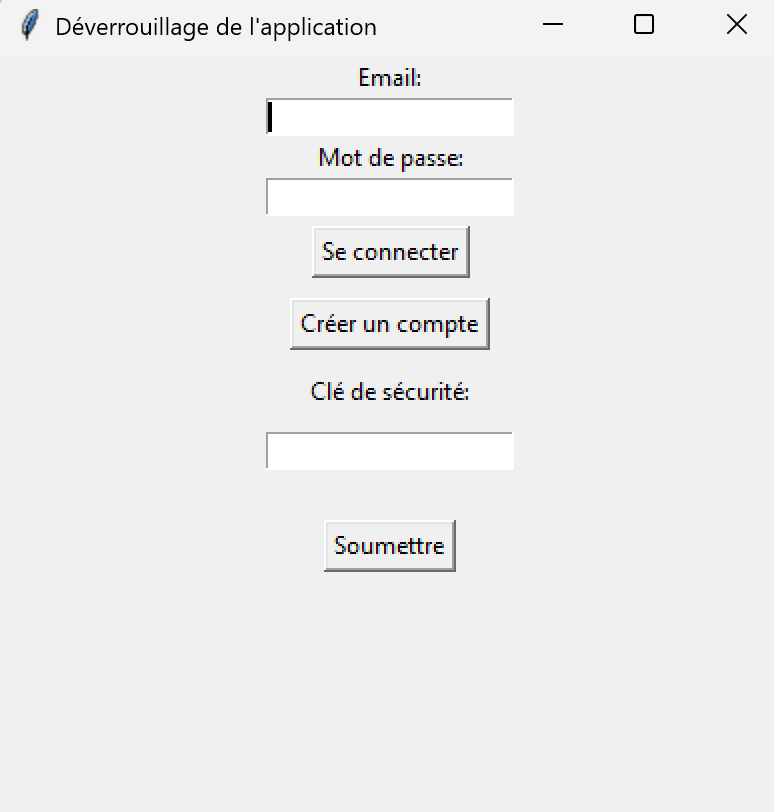 Déverrouillage de l'application
Email:
Mot de passe:
Se connecter
Créer un compte
Clé de sécurité:
Soumettre